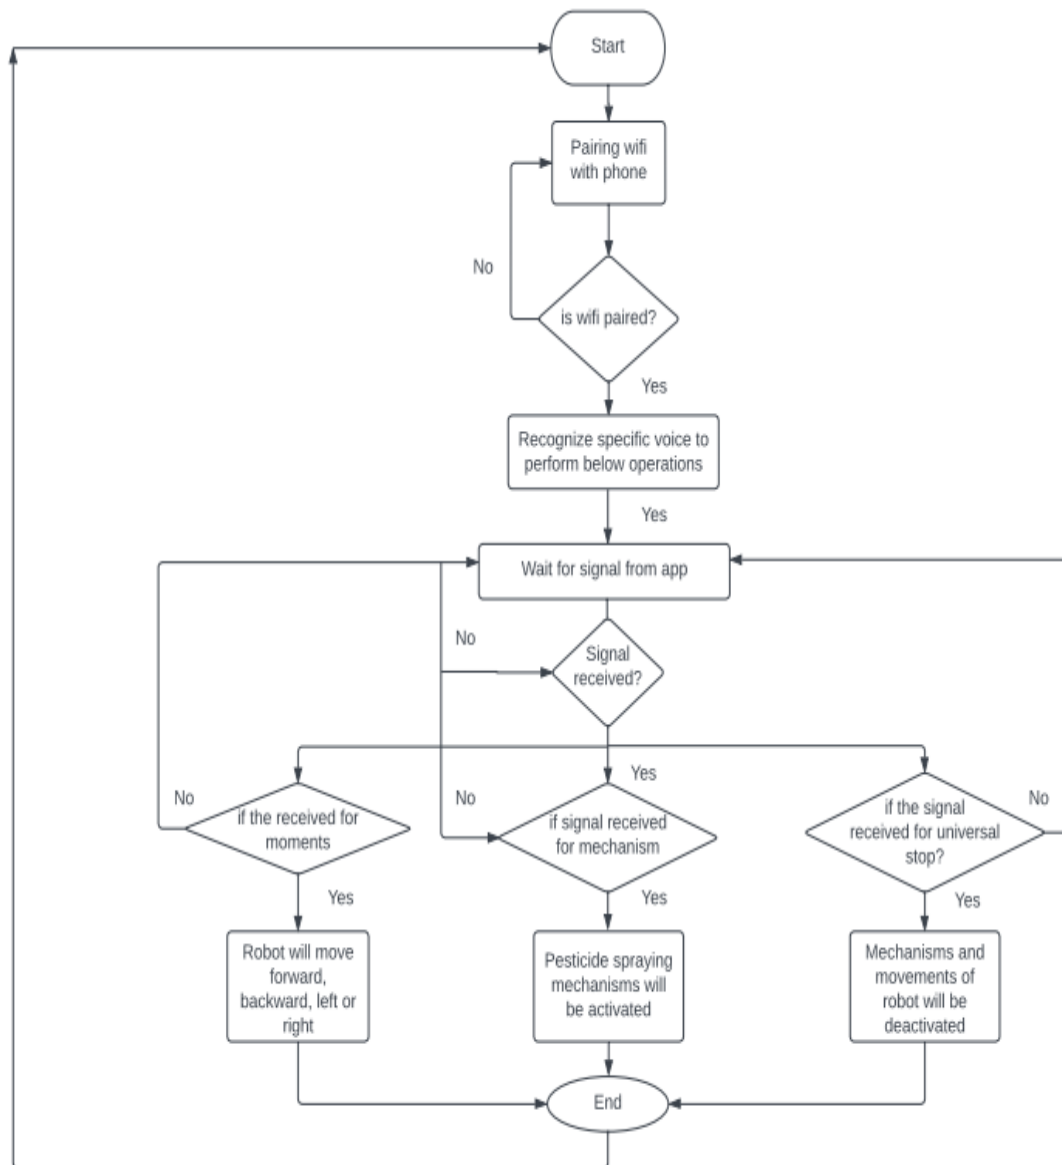 Start
Pairing wifi
with phone
No
is wifi paired?
Yes
Recognize specific voice to
perform below operations
Yes
Wait for signal from app
No
Signal
received?
Yes
No
if the received for
moments
No
if signal received
for mechanism
if the signal
received for universal
stop?
No
Yes
Yes
Yes
Robot will move
forward,
backward, left or
right
Pesticide spraying
mechanisms will
be activated
Mechanisms and
movements of
robot will be
deactivated
End